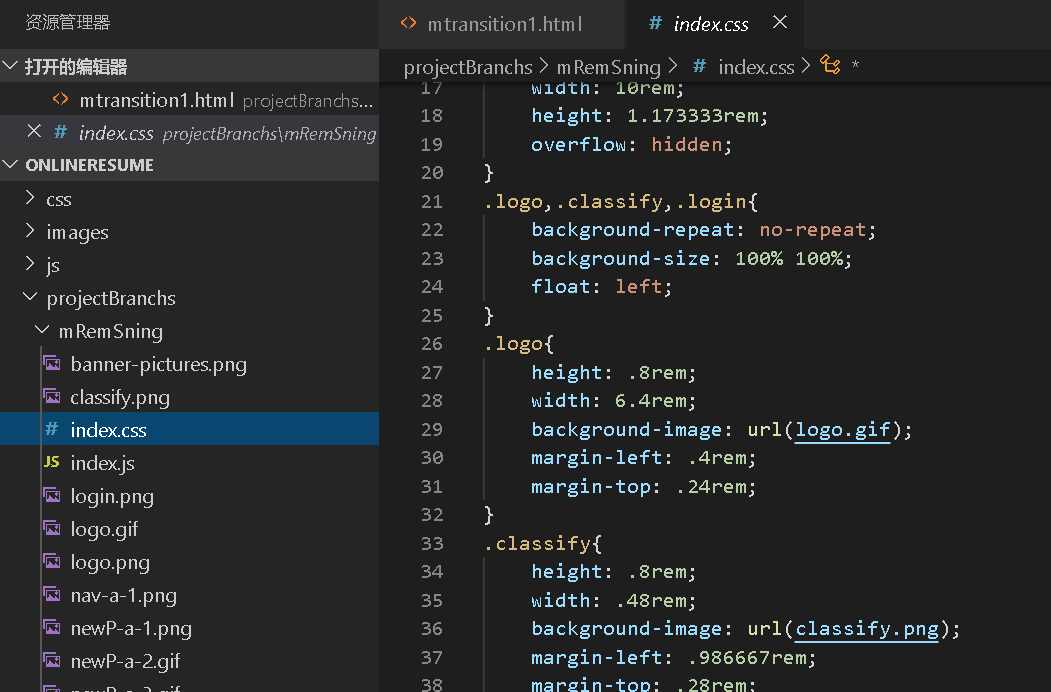 资源管理器
打开的编辑器
mtransition1.html projectBranchs...
index.css projectBranchs\mRemSning
ONLINERESUME
css
images
js
projectBranchs
mRemSning
banner-pictures.png
classify.png
# index.css
JS index.js
login.png
logo.gif
logo.png
nav-a-1.png
newP-a-1.png
newP-a-2.gif
newP-a-3.gif
<> mtransition1.html # index.css ×
projectBranchs > mRemSning > # index.css > *
17 width: 10rem;
18 height: 1.173333rem;
19 overflow: hidden;
20 }
21 .logo,.classify,.login{
22 background-repeat: no-repeat;
23 background-size: 100% 100%;
24 float: left;
25 }
26 .logo{
27 height: .8rem;
28 width: 6.4rem;
29 background-image: url(logo.gif);
30 margin-left: .4rem;
31 margin-top: .24rem;
32 }
33 .classify{
34 height: .8rem;
35 width: .48rem;
36 background-image: url(classify.png);
37 margin-left: .986667rem;
38 margin-top: .28rem;